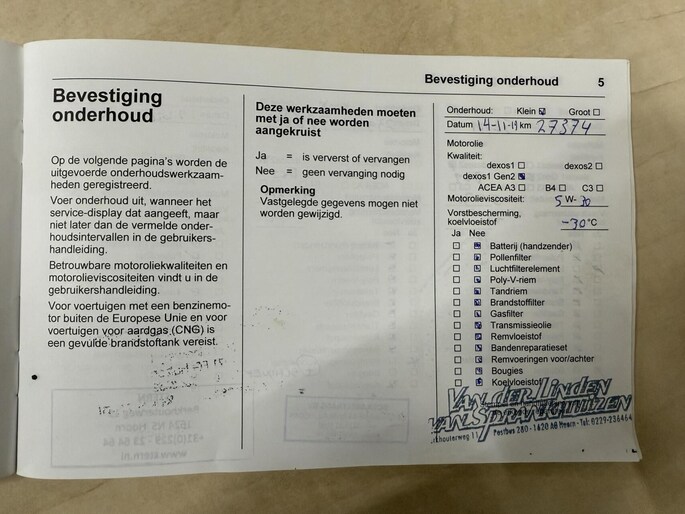 Bevestiging onderhoud 5
Bevestiging
onderhoud
Op de volgende pagina's worden de
uitgevoerde onderhoudswerkzaam-
heden geregistreerd.
Voer onderhoud uit, wanneer het
service-display dat aangeeft, maar
niet later dan de vermelde onder-
houdsintervallen in de gebruikers-
handleiding.
Betrouwbare motoroliekwaliteiten en
motorolieviscositeiten vindt u in de
gebruikershandleiding.
Voor voertuigen met een benzinemo-
tor buiten de Europese Unie en voor
voertuigen voor aardgas (CNG) is
een gevulde brandstoftank vereist.
Deze werkzaamheden moeten
met ja of nee worden
aangekruist
Ja = is ververst of vervangen
Nee = geen vervanging nodig
Opmerking
Vastgelegde gegevens mogen niet
worden gewijzigd.
Onderhoud: Klein Groot
Datum 14-11-19 km 27374
Motorolie
Kwaliteit:
dexos1 dexos2
dexos1 Gen2
ACEA A3 B4 C3
Motorolieviscositeit: 5 W- 30
Vorstbescherming,
koelvloeistof -30 °C
Ja Nee
Batterij (handzender)
Pollenfilter
Luchtfilterelement
Poly-V-riem
Tandriem
Brandstoffilter
Gasfilter
Transmissieolie
Remvloeistof
Bandenreparatieset
Remvoeringen voor/achter
Bougies
Koelvloeistof
VAN DER LINDEN
VAN SPRANKHUIZEN
Postbus 280 - 1620 AG Hoorn - Tel: 0229-236464